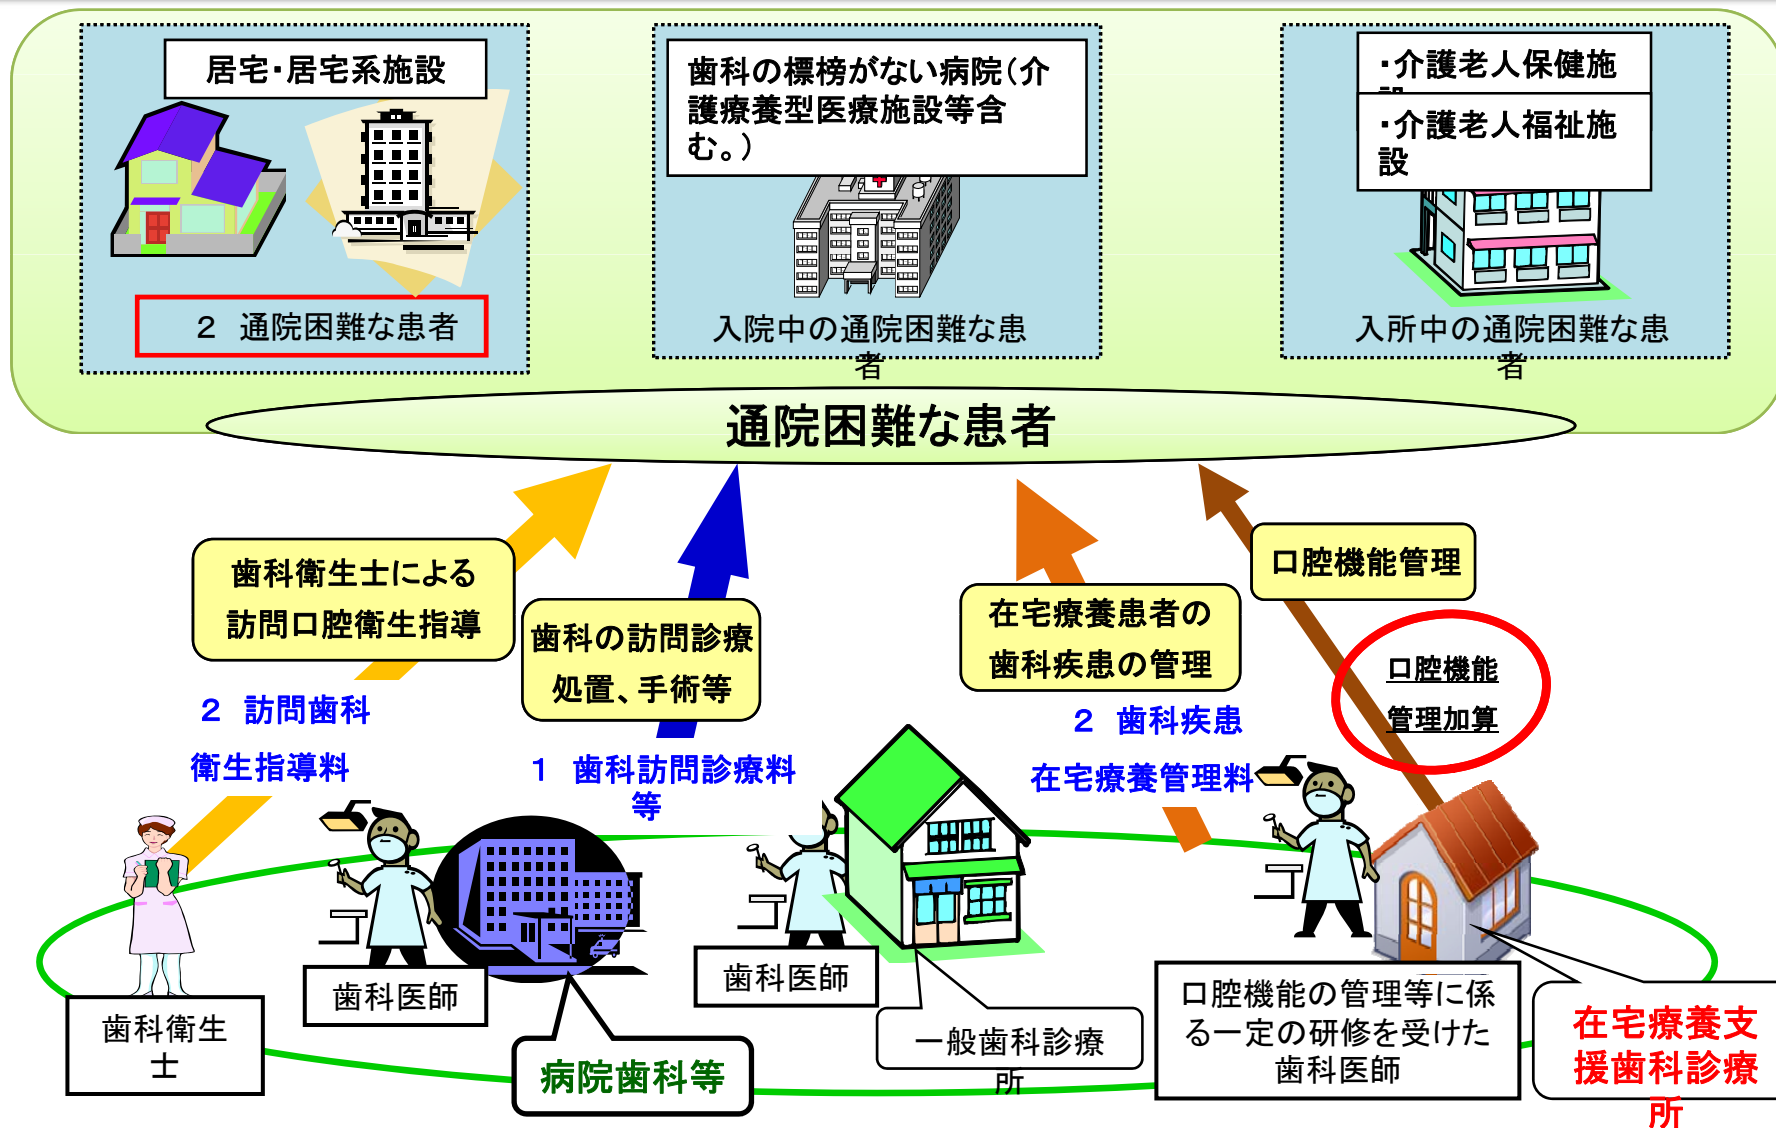 居宅・居宅系施設
２　通院困難な患者
歯科の標榜がない病院（介
護療養型医療施設等含
む。）
入院中の通院困難な患
者
・介護老人保健施
・介護老人福祉施
設
入所中の通院困難な患
者
通院困難な患者
歯科衛生士による
訪問口腔衛生指導
２　訪問歯科
衛生指導料
歯科の訪問診療
処置、手術等
１　歯科訪問診療料
等
在宅療養患者の
歯科疾患の管理
２　歯科疾患
在宅療養管理料
口腔機能管理
口腔機能
管理加算
歯科衛生
士
歯科医師
病院歯科等
歯科医師
一般歯科診療
所
口腔機能の管理等に係
る一定の研修を受けた
歯科医師
在宅療養支
援歯科診療
所